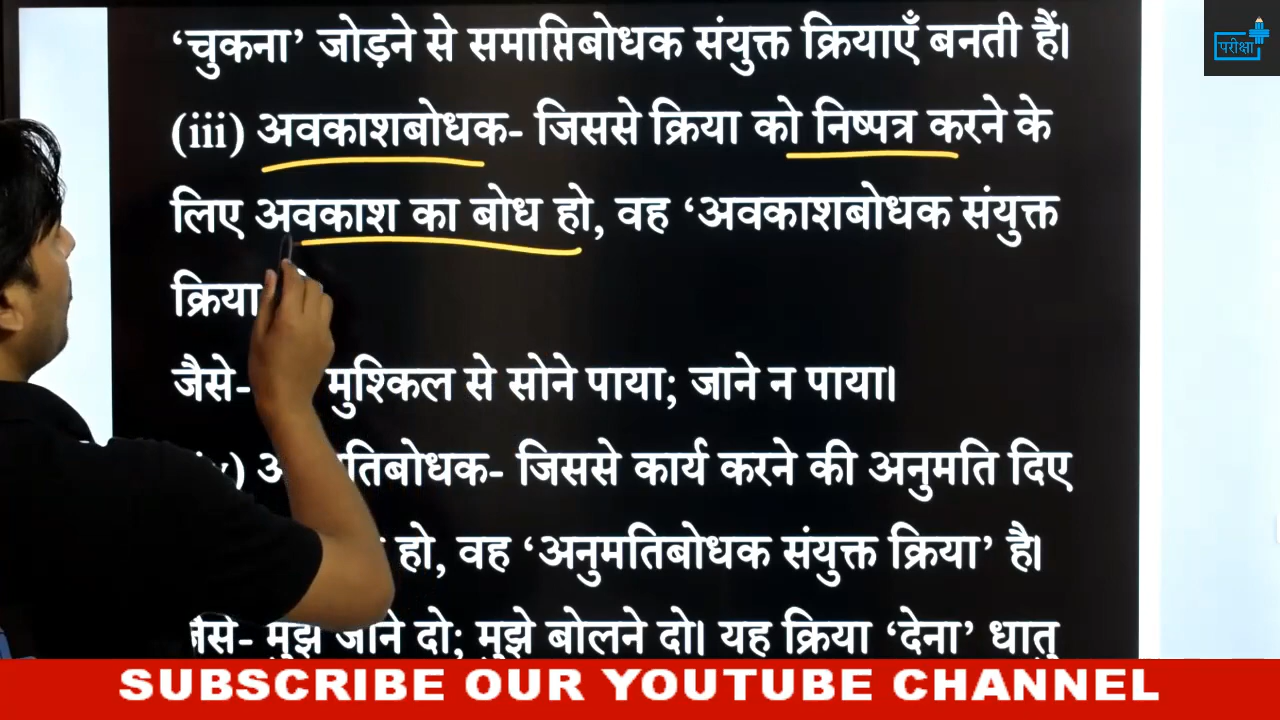 ‘चुकना’ जोड़ने से समाप्तिबोधक संयुक्त क्रियाएँ बनती हैं।
परीक्षा
(iii) अवकाशबोधक- जिससे क्रिया को निष्पत्र करने के
लिए अवकाश का बोध हो, वह ‘अवकाशबोधक संयुक्त
क्रिया
जैसे- मुश्किल से सोने पाया; जाने न पाया।
जिससे कार्य करने की अनुमति दिए
हो, वह ‘अनुमतिबोधक संयुक्त क्रिया’ है।
जैसे- मुझे जाने दो; मुझे बोलने दो। यह क्रिया ‘देना’ धातु
SUBSCRIBE OUR YOUTUBE CHANNEL